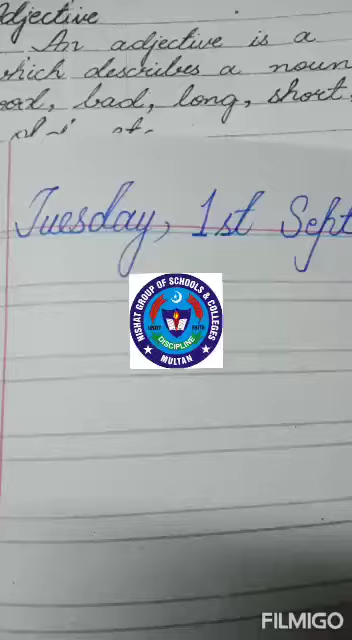 Adjective
An adjective is a
which describes a noun
good, bad, long, short,
Tuesday, 1st Sept
NISHAT GROUP OF SCHOOLS & COLLEGES
UNITY FAITH
DISCIPLINE
MULTAN
FILMIGO